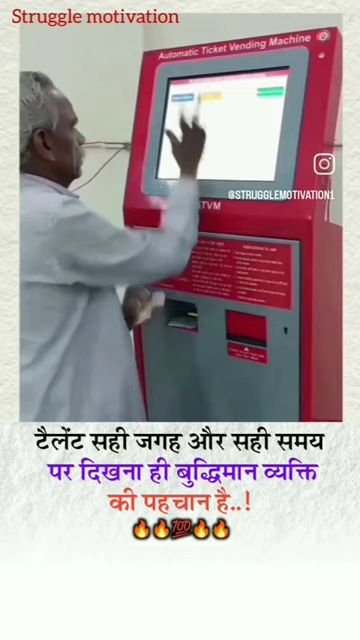 Struggle motivation
Automatic Ticket Vending Machine
@STRUGGLEMOTIVATION1
ATVM
टैलेंट सही जगह और सही समय
पर दिखना ही बुद्धिमान व्यक्ति
की पहचान है..!
🔥🔥💯🔥🔥